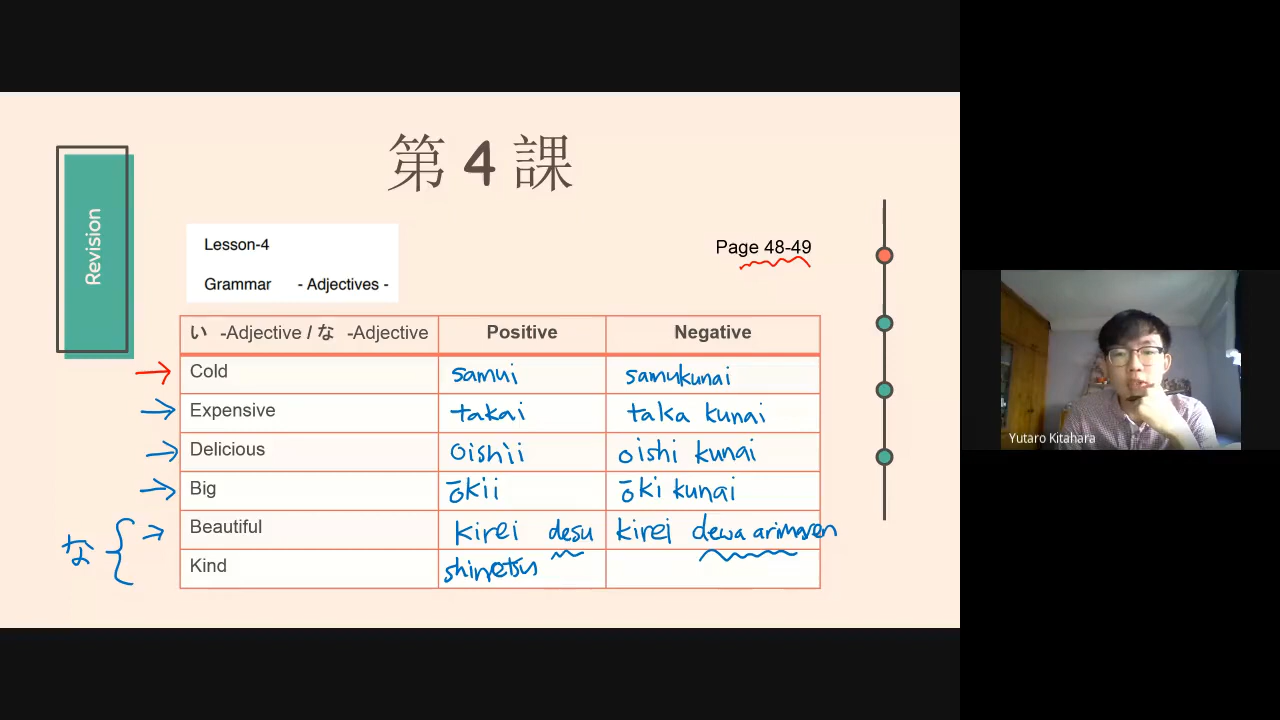 第 4 課
Revision
Lesson-4
Grammar - Adjectives -
Page 48-49
い -Adjective / な -Adjective Positive Negative
Cold samui samukunai
Expensive takai taka kunai
Delicious oishii oishi kunai
Big ōkii ōki kunai
Beautiful kirei desu kirei dewa arimasen
な
Kind shinsetsu
Yutaro Kitahara